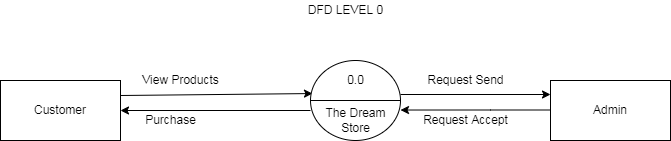 DFD LEVEL 0
View Products
0.0
Request Send
Customer
Admin
Purchase
The Dream
Store
Request Accept